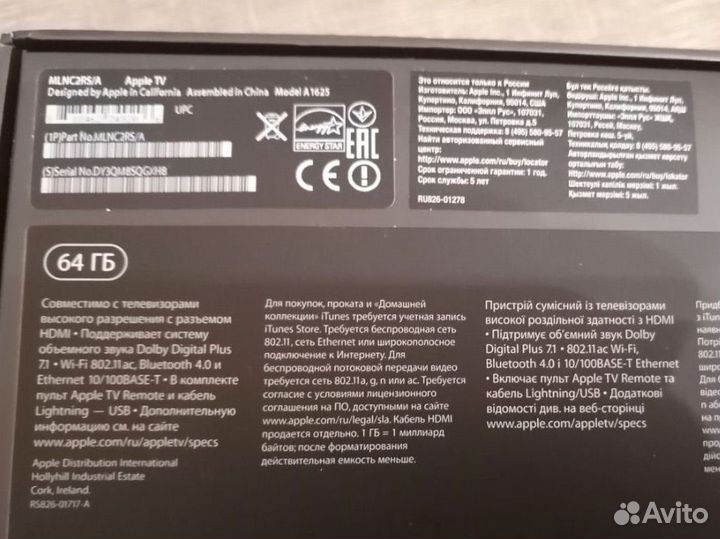 MLNC2RS/A Apple TV
Designed by Apple in California Assembled in China Model A1625
UPC
(1P)Part No.MLNC2RS/A
(S)Serial No.DY3QM8SQGXH8
ENERGY STAR
EAC
CE
Это относится только к России
Изготовитель: Apple Inc., 1 Инфинит Луп,
Купертино, Калифорния, 95014, США
Импортер: ООО «Эппл Рус», 107031,
Россия, Москва, ул. Петровка д.5
Техническая поддержка: 8 (495) 580-95-57
Найти авторизованный сервисный
центр:
http://www.apple.com/ru/buy/locator
Срок ограниченной гарантии: 1 год.
Срок службы: 5 лет
RU826-01278
Бұл тек Ресейге қатысты.
Өндіруші: Apple Inc., 1 Инфинит Луп,
Купертино, Калифорния, 95014, АҚШ
Импорттаушы: «Эппл Рус» ЖШҚ,
107031, Ресей, Мәскеу,
Петровка көш. 5-үй.
Техникалық қолдау: 8 (495) 580-95-57
Авторландырылған қызмет көрсету
орталығын табу:
http://www.apple.com/ru/buy/locator
Шектеулі кепілдік мерзімі: 1 жыл.
Қызмет мерзімі: 5 жыл.
64 ГБ
Совместимо с телевизорами
высокого разрешения с разъемом
HDMI • Поддерживает систему
объемного звука Dolby Digital Plus
7.1 • Wi-Fi 802.11ac, Bluetooth 4.0 и
Ethernet 10/100BASE-T • В комплекте
пульт Apple TV Remote и кабель
Lightning — USB • Дополнительную
информацию см. на сайте
www.apple.com/ru/appletv/specs
Apple Distribution International
Hollyhill Industrial Estate
Cork, Ireland.
RS826-01717-A
Для покупок, проката и «Домашней
коллекции» iTunes требуется учетная запись
iTunes Store. Требуется беспроводная сеть
802.11, сеть Ethernet или широкополосное
подключение к Интернету. Для
беспроводной потоковой передачи видео
требуется сеть 802.11a, g, n или ac. Требуется
согласие с условиями лицензионного
соглашения на ПО, доступными на сайте
www.apple.com/ru/legal/sla. Кабель HDMI
продается отдельно. 1 ГБ = 1 миллиард
байтов; после форматирования
действительная емкость меньше.
Пристрій сумісний із телевізорами
високої роздільної здатності з HDMI
• Підтримує об’ємний звук Dolby
Digital Plus 7.1 • 802.11ac Wi-Fi,
Bluetooth 4.0 і 10/100BASE-T Ethernet
• Включає пульт Apple TV Remote та
кабель Lightning/USB • Додаткові
відомості див. на веб-сторінці
www.apple.com/appletv/specs
Придб
з iTun
наявн
Потрі
широ
відео
n або
на п
дійс
Avito